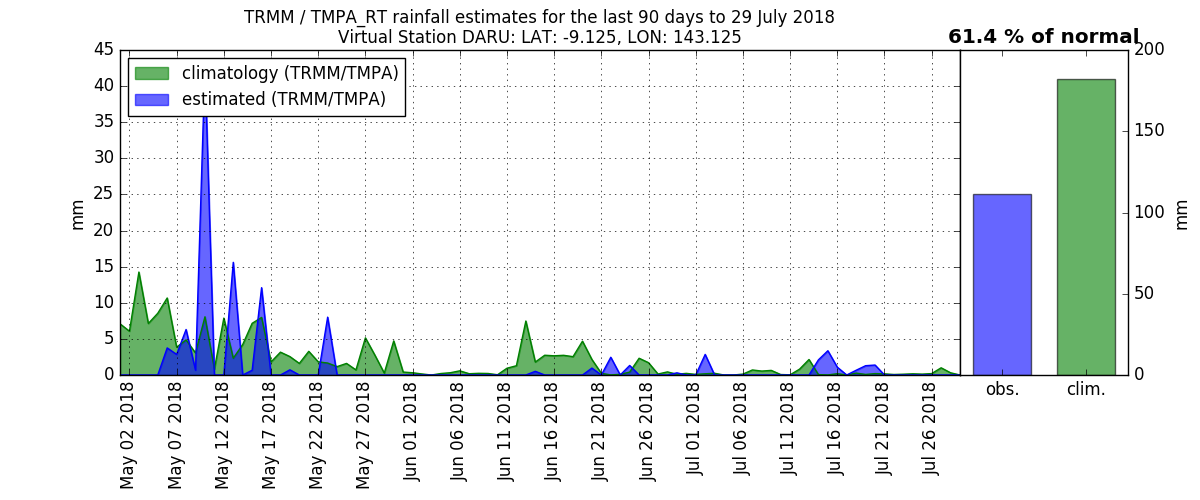 TRMM / TMPA_RT rainfall estimates for the last 90 days to 29 July 2018
Virtual Station DARU: LAT: -9.125, LON: 143.125
61.4 % of normal
climatology (TRMM/TMPA)
estimated (TRMM/TMPA)
mm
45
40
35
30
25
20
15
10
5
0
May 02 2018
May 07 2018
May 12 2018
May 17 2018
May 22 2018
May 27 2018
Jun 01 2018
Jun 06 2018
Jun 11 2018
Jun 16 2018
Jun 21 2018
Jun 26 2018
Jul 01 2018
Jul 06 2018
Jul 11 2018
Jul 16 2018
Jul 21 2018
Jul 26 2018
obs.
clim.
200
150
100
50
0
mm